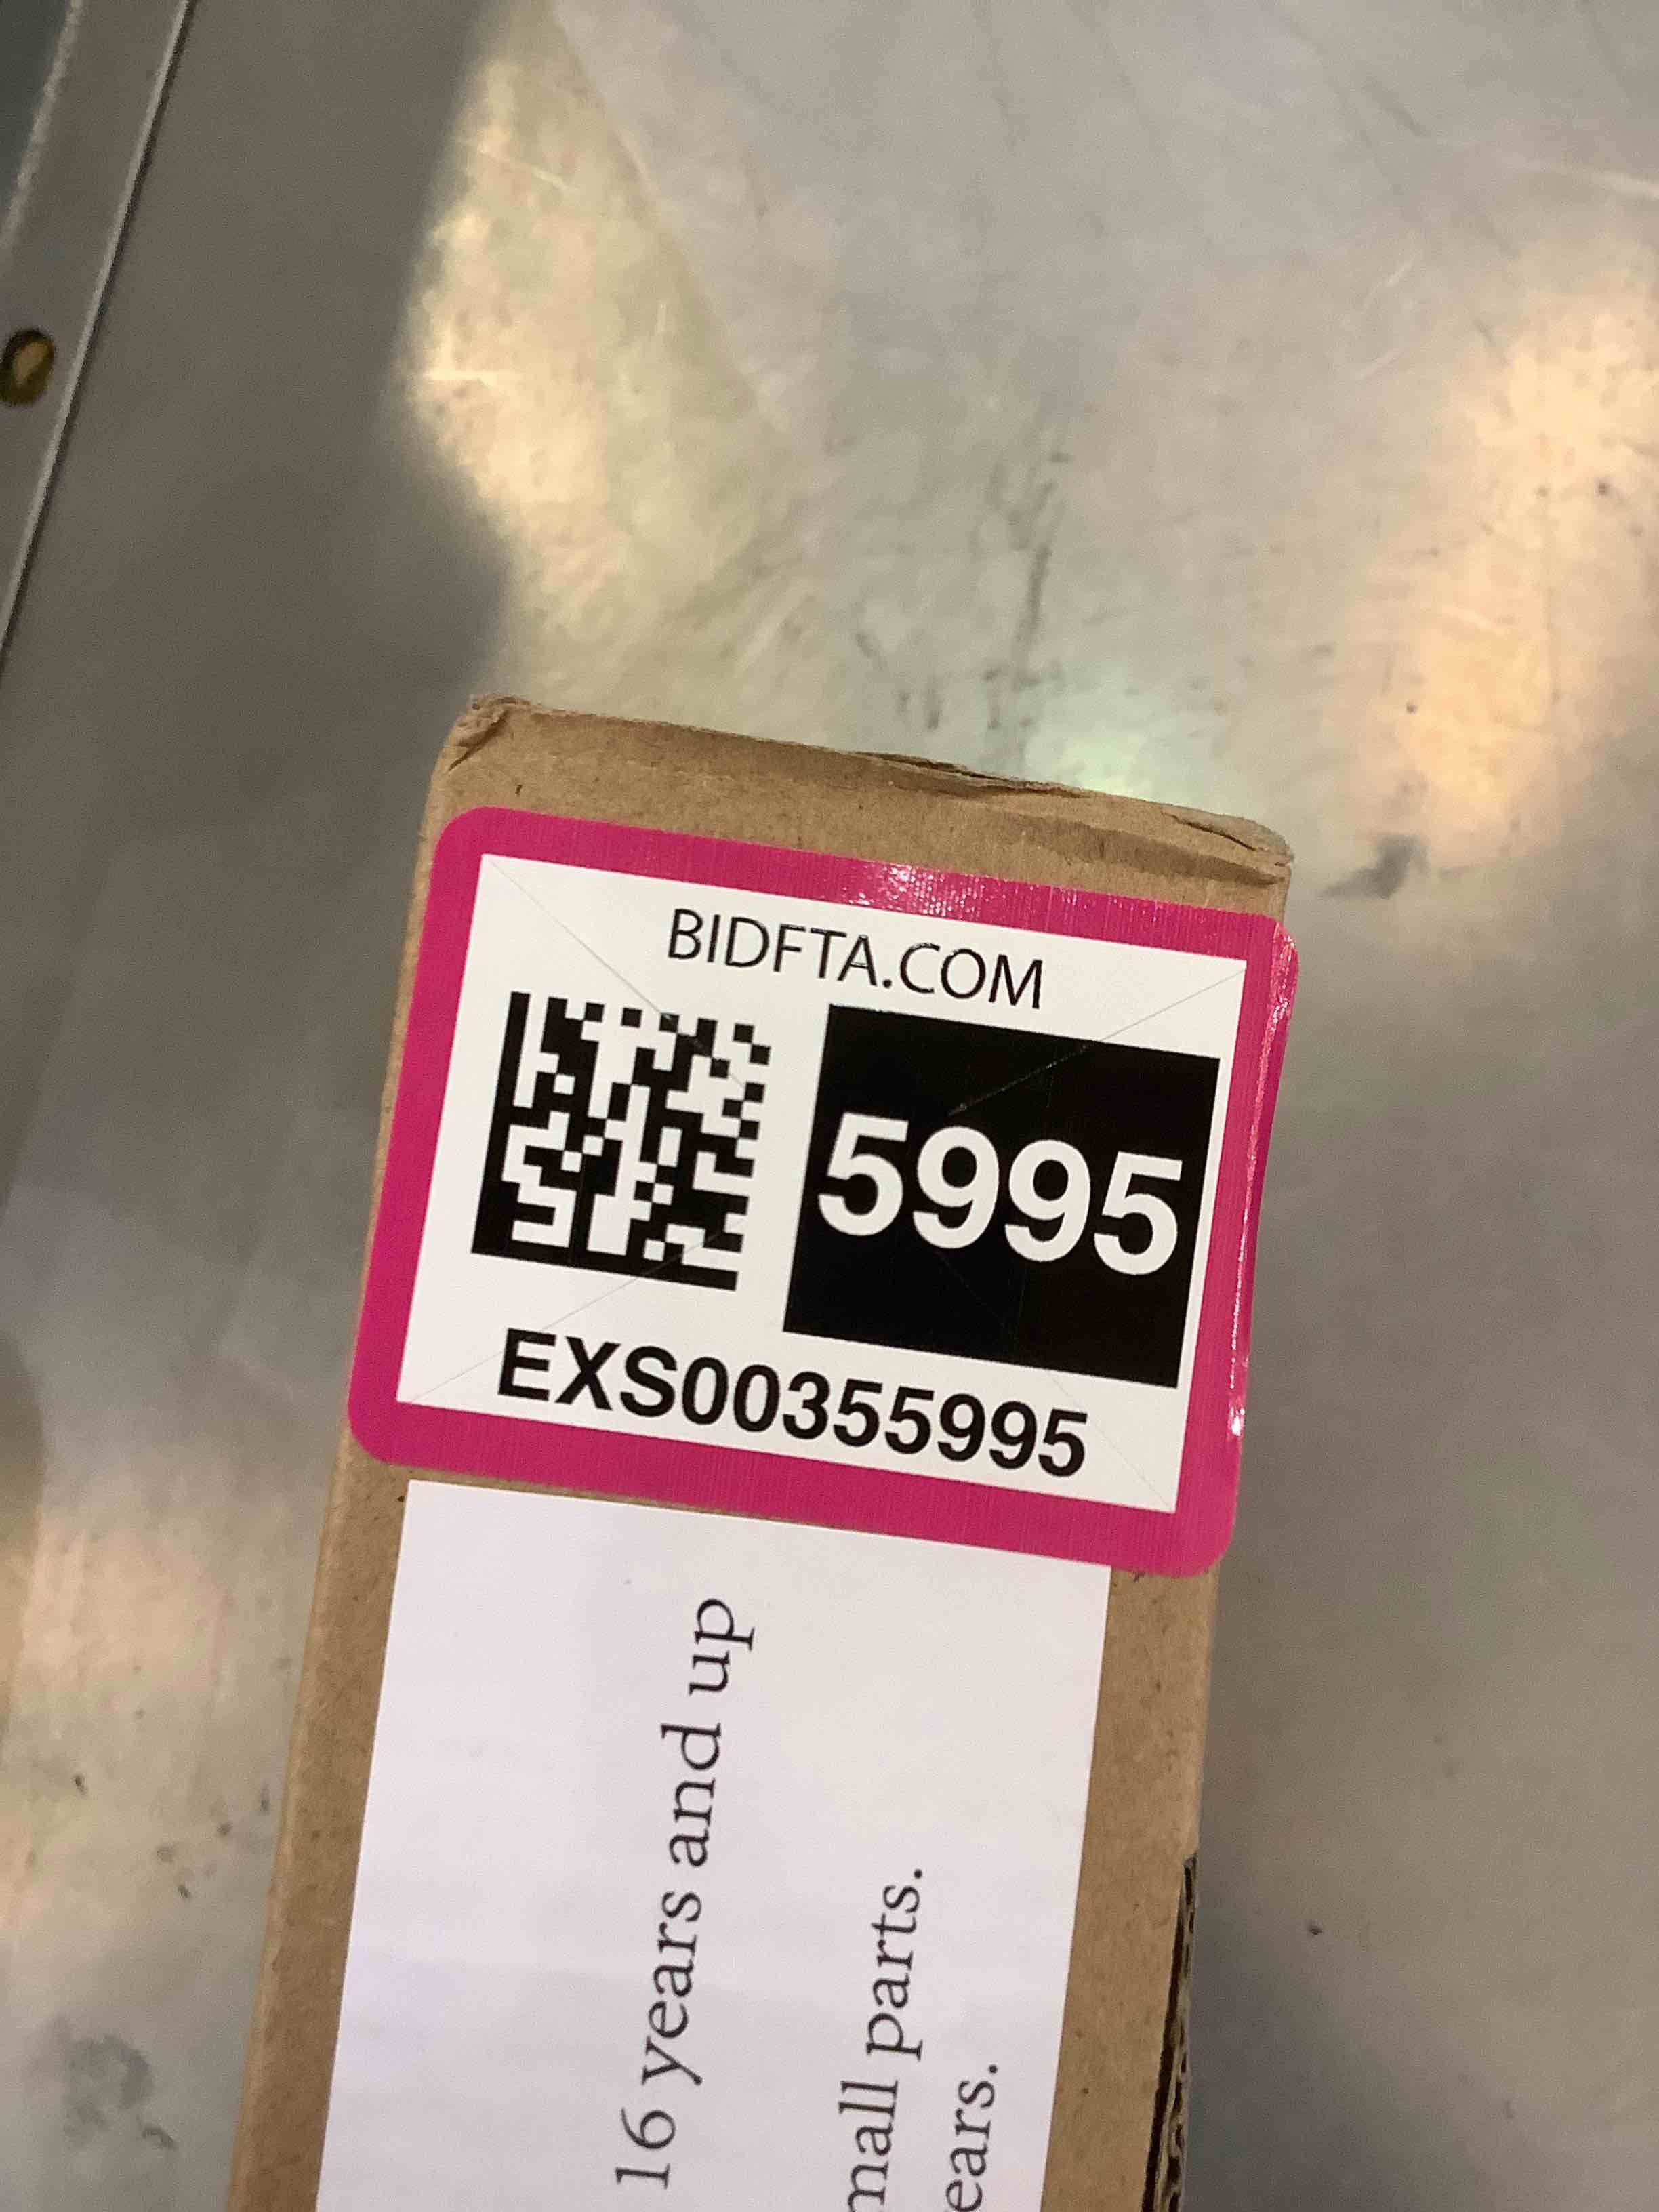 BIDFTA.COM
5995
EXS00355995
16 years and up
mall parts.
ears.